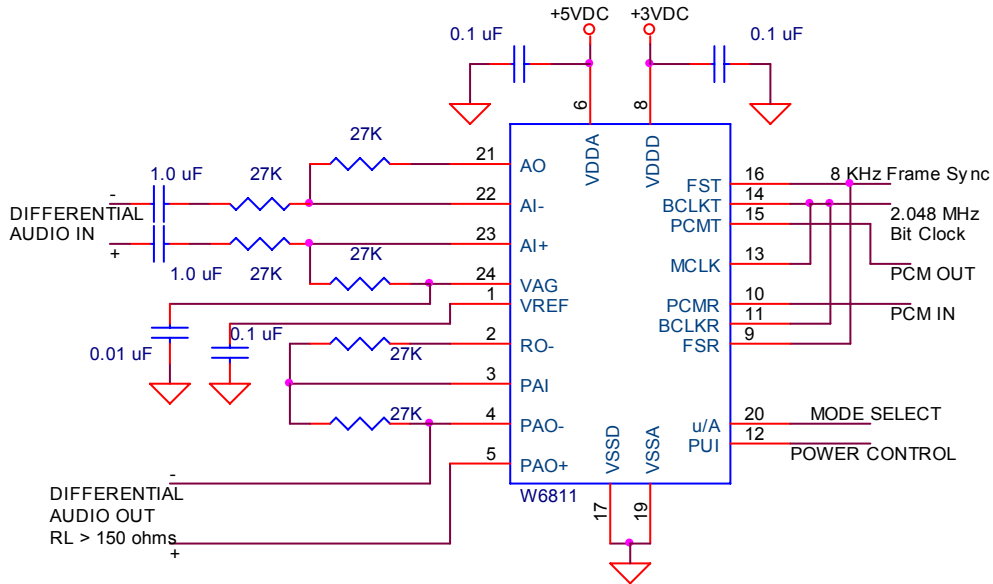 +5VDC +3VDC
0.1 uF 0.1 uF
6 8
VDDA VDDD
27K
21 AO
1.0 uF 27K
22 AI-
-
DIFFERENTIAL
AUDIO IN
+
23 AI+
1.0 uF 27K 27K
24 VAG
1 VREF
0.01 uF 0.1 uF
2 RO-
27K
3 PAI
27K
4 PAO-
5 PAO+
-
DIFFERENTIAL
AUDIO OUT
RL > 150 ohms
+
W6811
VSSD VSSA
17 19
FST 16 8 KHz Frame Sync
BCLKT 14 2.048 MHz
Bit Clock
PCMT 15
MCLK 13
PCM OUT
PCMR 10 PCM IN
BCLKR 11
FSR 9
u/A 20 MODE SELECT
PUI 12 POWER CONTROL